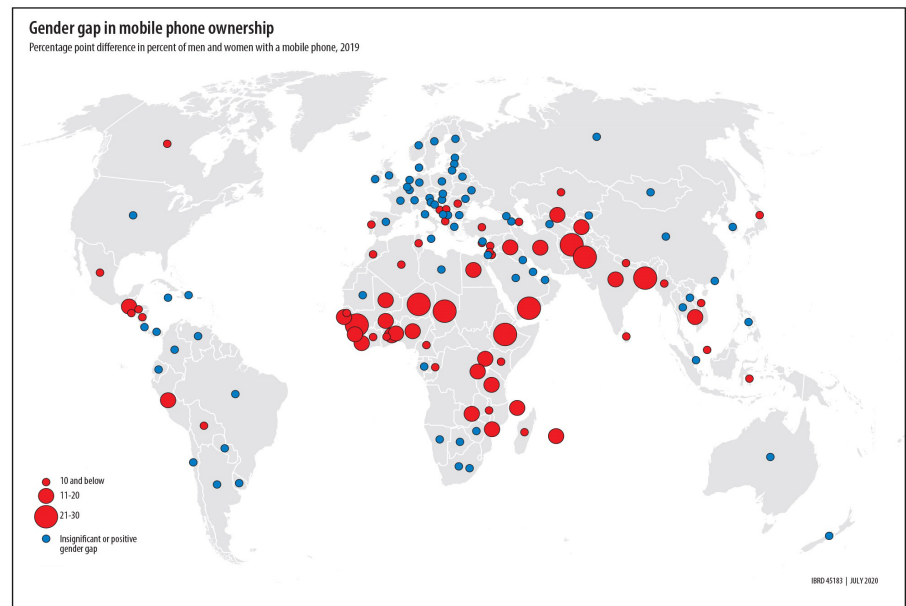 Gender gap in mobile phone ownership
Percentage point difference in percent of men and women with a mobile phone, 2019
10 and below
11-20
21-30
Insignificant or positive
gender gap
IBRD 45183 | JULY 2020